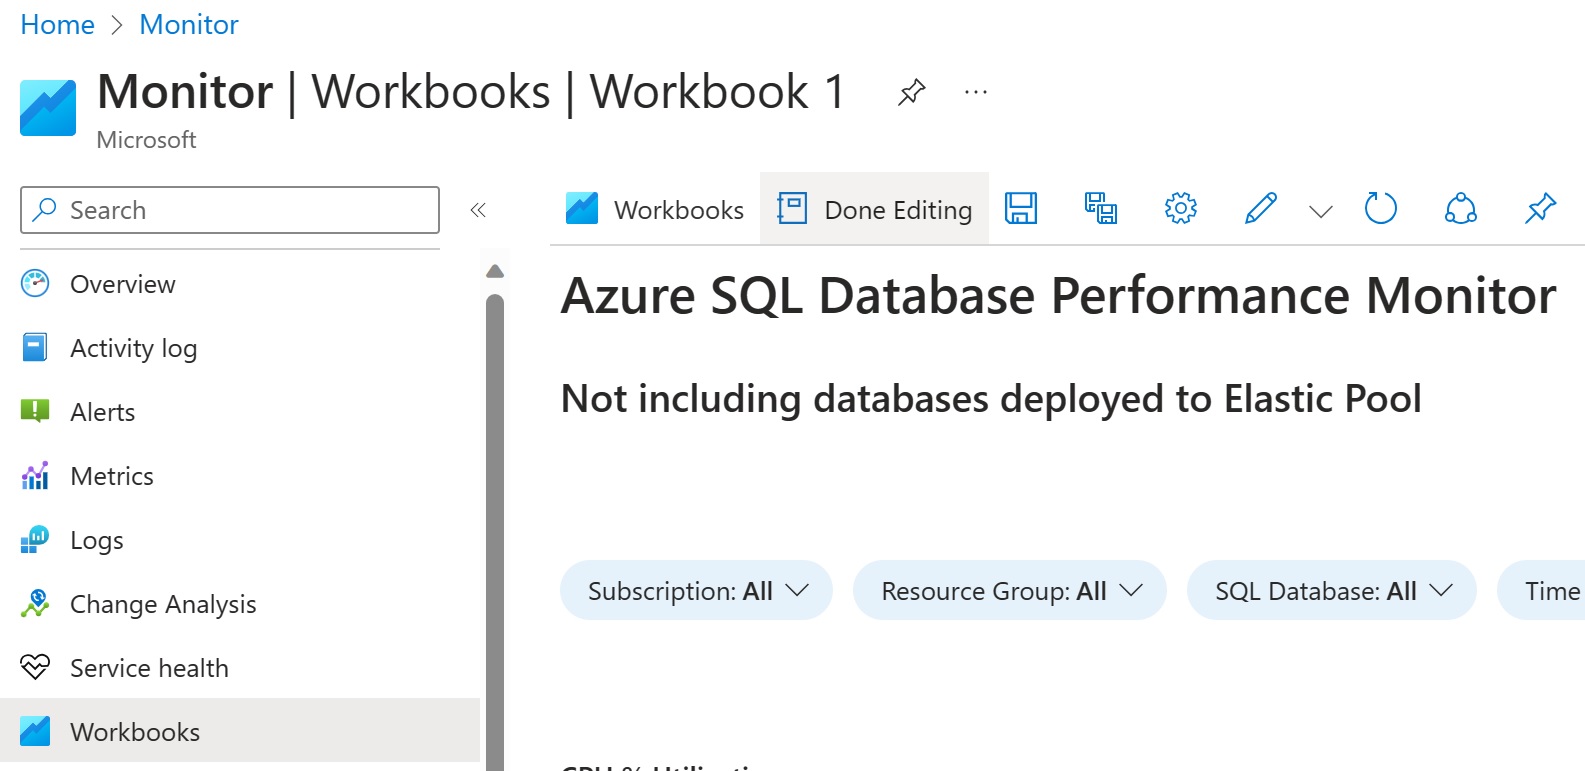 Home > Monitor
Monitor | Workbooks | Workbook 1
Microsoft
Search
Workbooks
Done Editing
Overview
Activity log
Alerts
Metrics
Logs
Change Analysis
Service health
Workbooks
Azure SQL Database Performance Monitor
Not including databases deployed to Elastic Pool
Subscription: All
Resource Group: All
SQL Database: All
Time